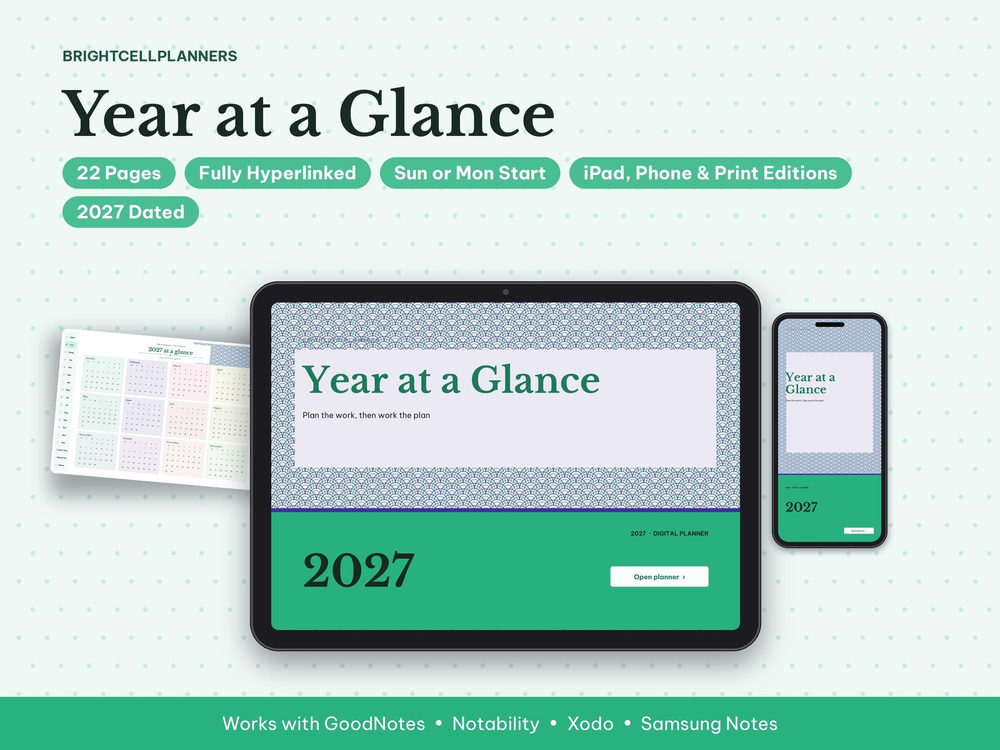 BRIGHTCELLPLANNERS
Year at a Glance
22 Pages
Fully Hyperlinked
Sun or Mon Start
iPad, Phone & Print Editions
2027 Dated
2027 at a glance
Year at a Glance
Plan the work, then work the plan
2027 · DIGITAL PLANNER
2027
Open planner ›
Year at a
Glance
2027
Works with GoodNotes • Notability • Xodo • Samsung Notes